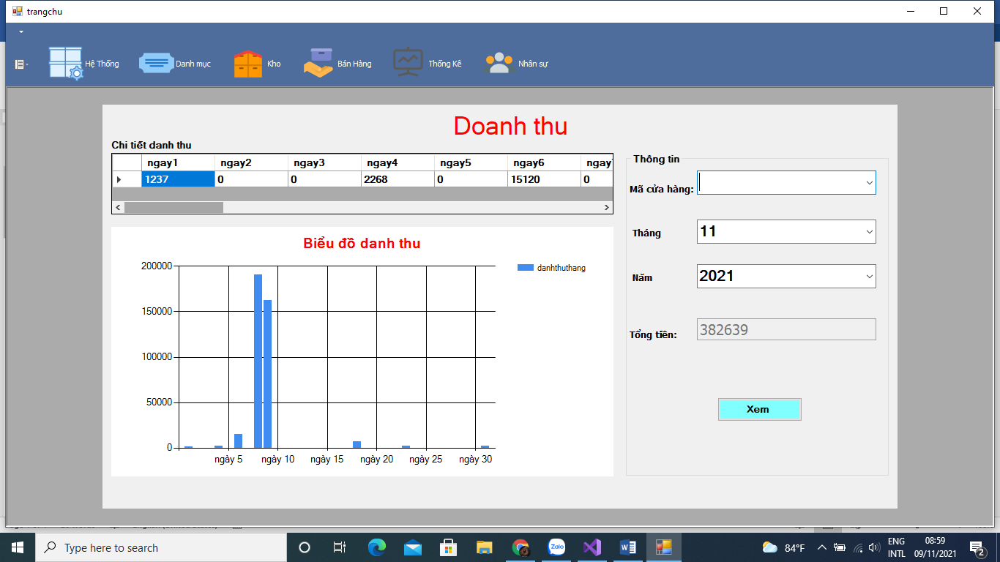 trangchu
Hệ Thống Danh mục Kho Bán Hàng Thống Kê Nhân sự
Doanh thu
Chi tiết danh thu
ngay1 ngay2 ngay3 ngay4 ngay5 ngay6
1237 0 0 2268 0 15120 0
Thông tin
Mã cửa hàng:
Tháng 11
Năm 2021
Tổng tiền: 382639
Xem
Biểu đồ danh thu
danhthuthang
200000
150000
100000
50000
0
ngày 5 ngày 10 ngày 15 ngày 20 ngày 25 ngày 30
Type here to search
Zalo
84°F
ENG
INTL
08:59
09/11/2021
2